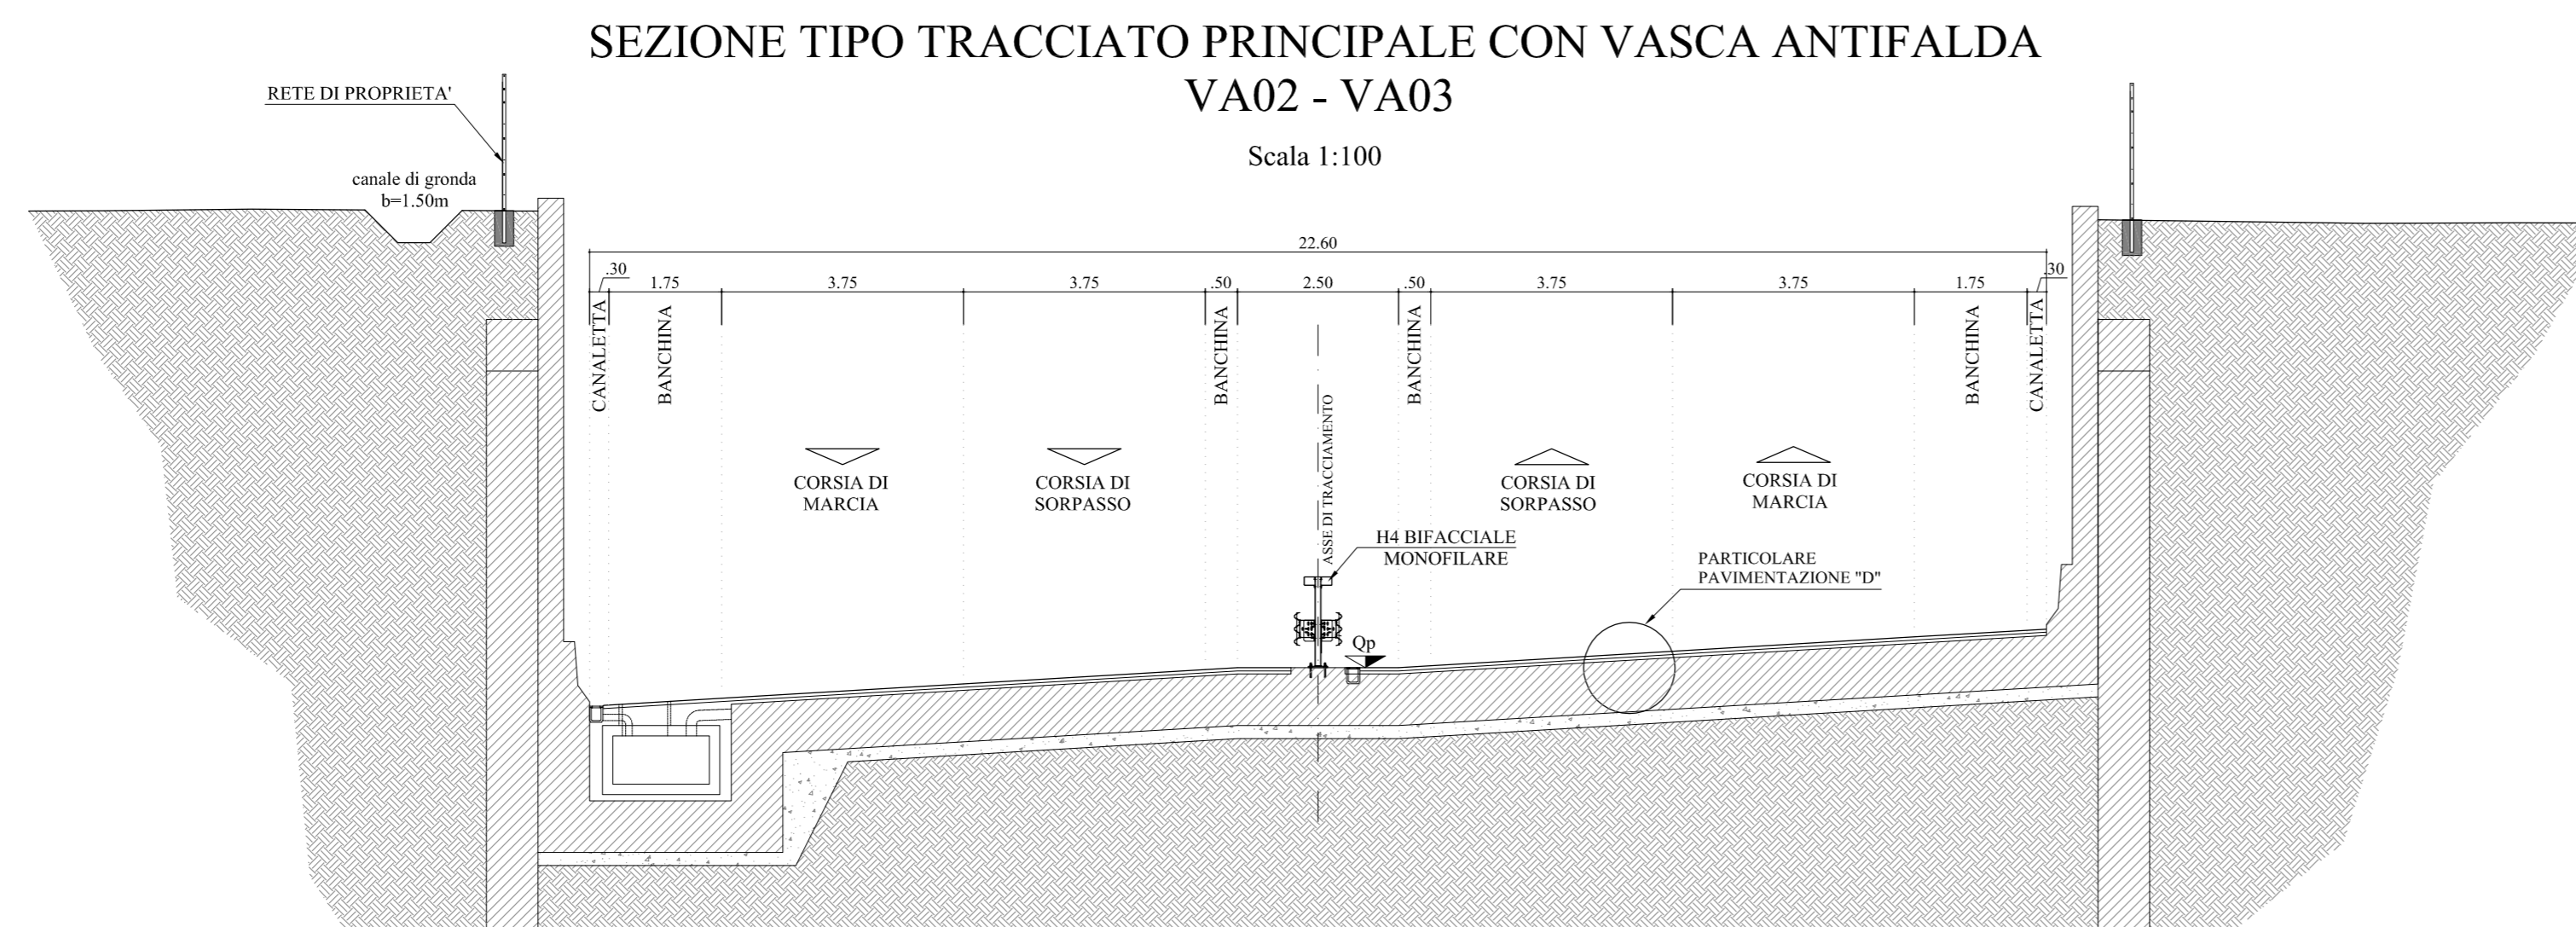 SEZIONE TIPO TRACCIATO PRINCIPALE CON VASCA ANTIFALDA
VA02 - VA03
Scala 1:100
RETE DI PROPRIETA'
canale di gronda
b=1.50m
22.60
.30
1.75
3.75
3.75
.50
2.50
.50
3.75
3.75
1.75
.30
CANALETTA
BANCHINA
BANCHINA
ASSE DI TRACCIAMENTO
BANCHINA
BANCHINA
CANALETTA
CORSIA DI
MARCIA
CORSIA DI
SORPASSO
CORSIA DI
SORPASSO
CORSIA DI
MARCIA
H4 BIFACCIALE
MONOFILARE
PARTICOLARE
PAVIMENTAZIONE "D"
Qp